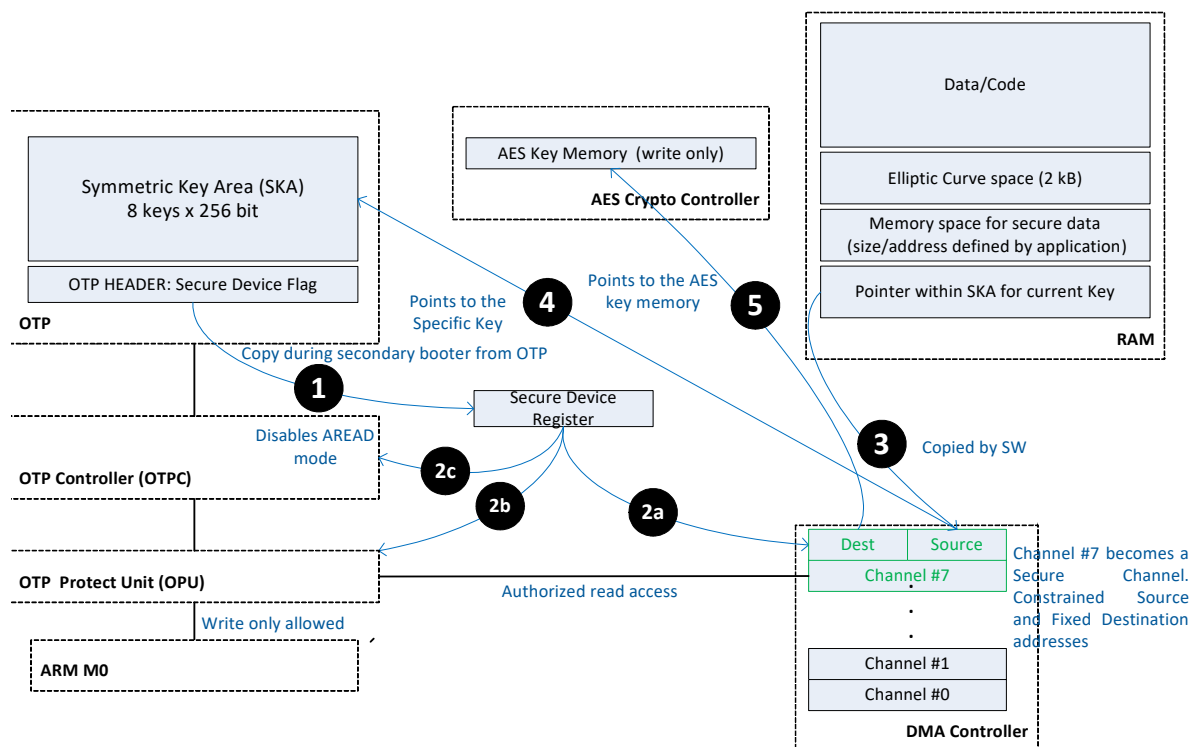 Symmetric Key Area (SKA)
8 keys x 256 bit
OTP HEADER: Secure Device Flag
OTP
AES Key Memory  (write only)
AES Crypto Controller
Data/Code
Elliptic Curve space (2 kB)
Memory space for secure data
(size/address defined by application)
Pointer within SKA for current Key
RAM
4
Points to the
Specific Key
Points to the AES
key memory
5
Copy during secondary booter from OTP
1
Secure Device
Register
3
Copied by SW
Disables AREAD
mode
OTP Controller (OTPC)
2c
2b
2a
OTP  Protect Unit (OPU)
Authorized read access
Write only allowed
ARM M0
Dest
Source
Channel #7
.
.
.
Channel #1
Channel #0
DMA Controller
Channel #7 becomes a
Secure Channel.
Constrained Source
and Fixed Destination
addresses